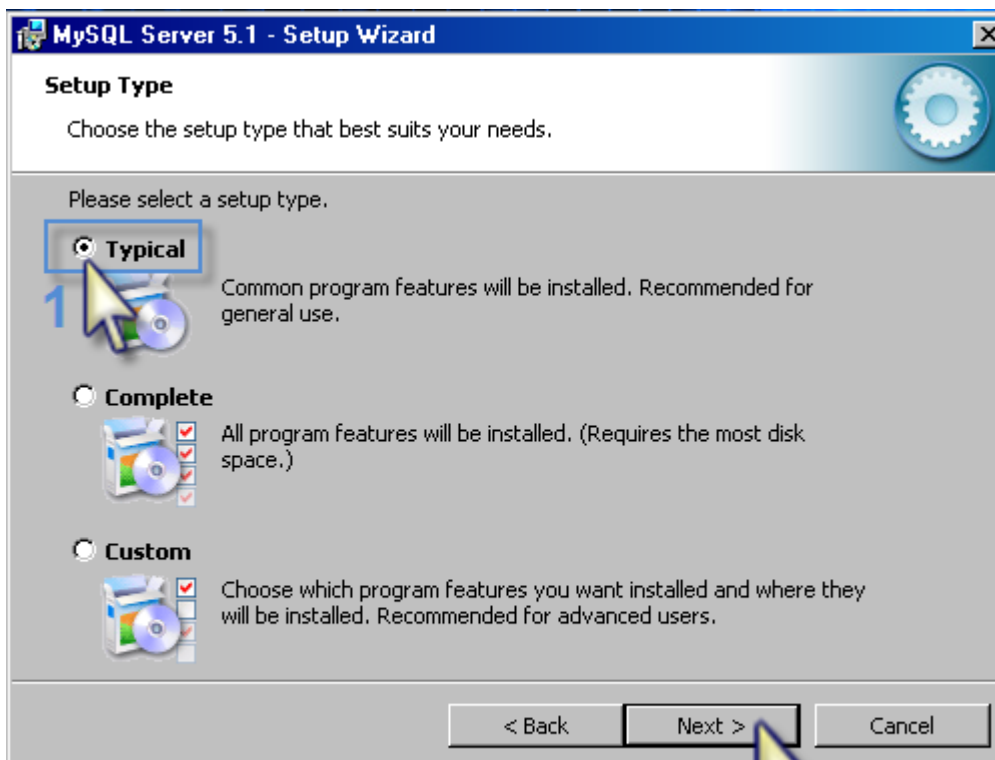 MySQL Server 5.1 - Setup Wizard
Setup Type
Choose the setup type that best suits your needs.
Please select a setup type.
Typical
1
Common program features will be installed. Recommended for
general use.
Complete
All program features will be installed. (Requires the most disk
space.)
Custom
Choose which program features you want installed and where they
will be installed. Recommended for advanced users.
< Back
Next >
Cancel